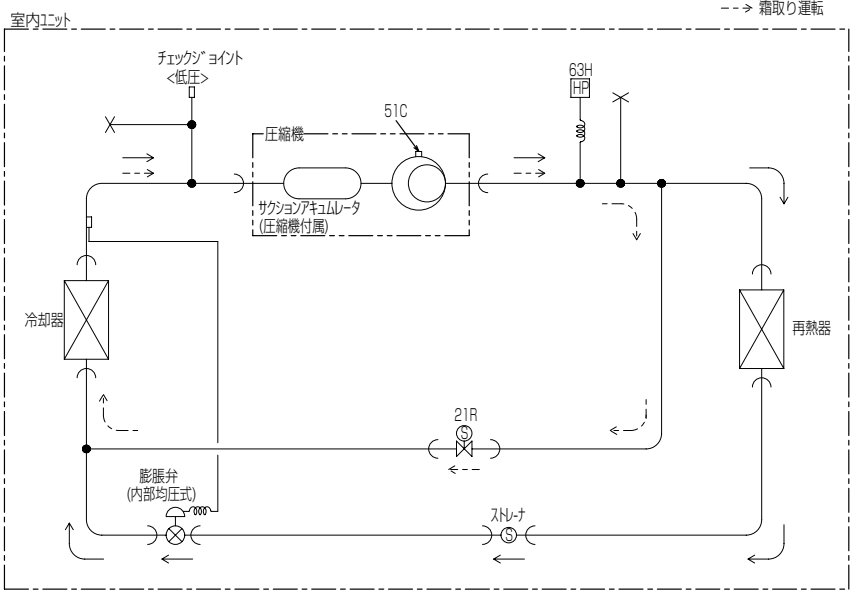 ---> 霜取り運転
室内ユニット
チェックジョイント
<低圧>
63H
HP
51C
圧縮機
サクションアキュムレータ
(圧縮機付属)
冷却器
再熱器
21R
S
膨脹弁
(内部均圧式)
ストレーナ
S